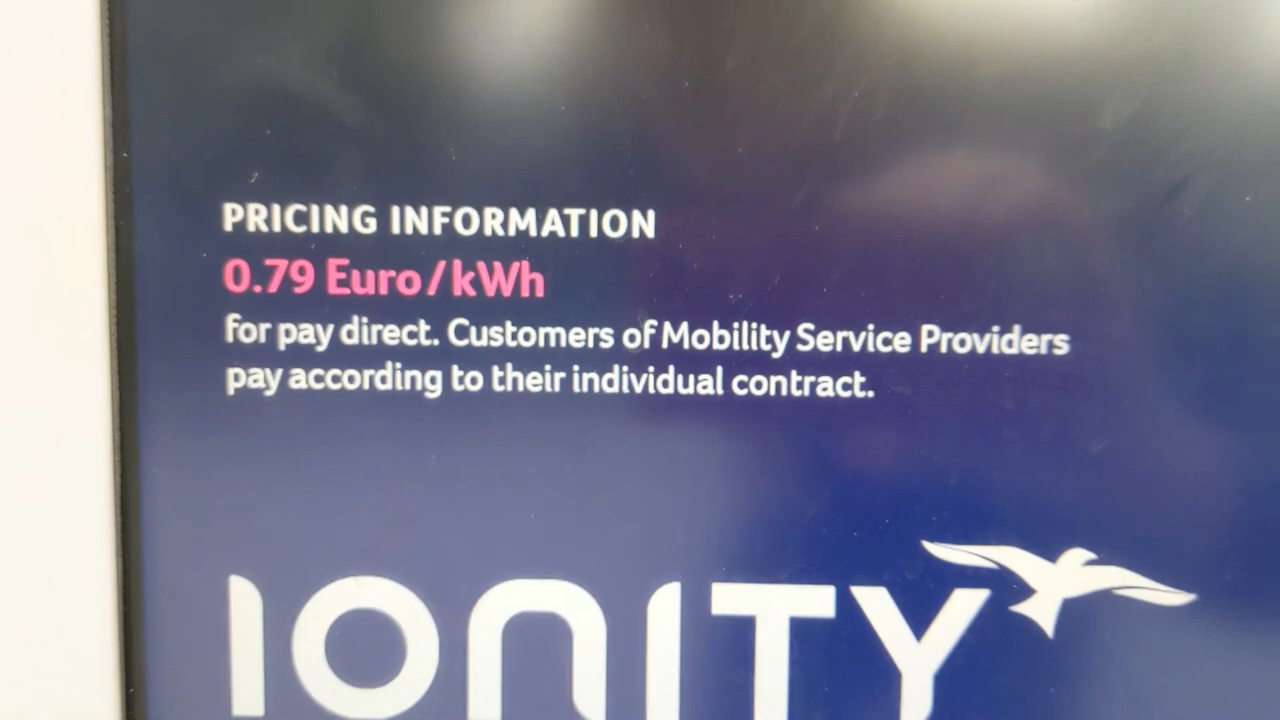 PRICING INFORMATION
0.79 Euro/kWh
for pay direct. Customers of Mobility Service Providers
pay according to their individual contract.
IONITY